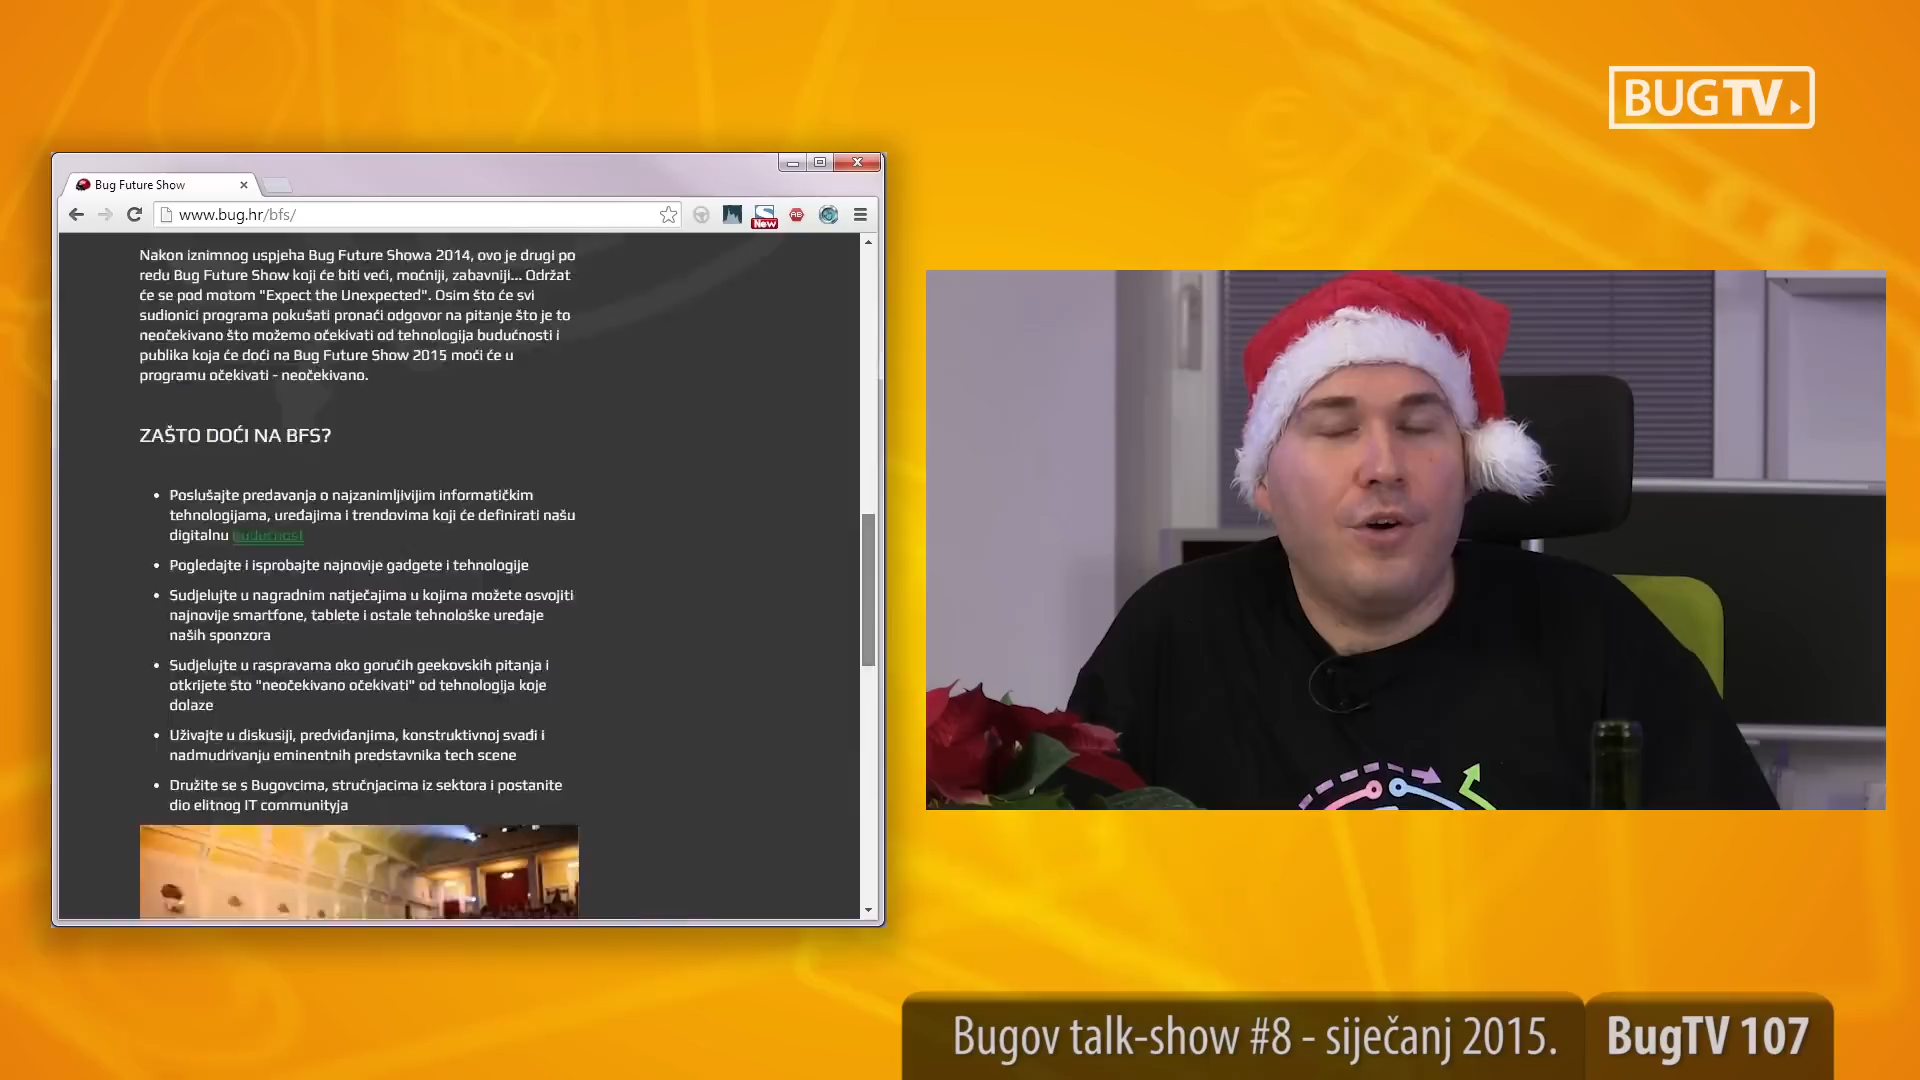 BUGTV
Bug Future Show
www.bug.hr/bfs/
New
AB
Nakon iznimnog uspjeha Bug Future Showa 2014, ovo je drugi po
redu Bug Future Show koji će biti veći, moćniji, zabavniji... Održat
će se pod motom "Expect the Unexpected". Osim što će svi
sudionici programa pokušati pronaći odgovor na pitanje što je to
neočekivano što možemo očekivati od tehnologija budućnosti i
publika koja će doći na Bug Future Show 2015 moći će u
programu očekivati - neočekivano.
ZAŠTO DOĆI NA BFS?
Poslušajte predavanja o najzanimljivijim informatičkim
tehnologijama, uređajima i trendovima koji će definirati našu
digitalnu budućnost
Pogledajte i isprobajte najnovije gadgete i tehnologije
Sudjelujte u nagradnim natječajima u kojima možete osvojiti
najnovije smartfone, tablete i ostale tehnološke uređaje
naših sponzora
Sudjelujte u raspravama oko gorućih geekovskih pitanja i
otkrijete što "neočekivano očekivati" od tehnologija koje
dolaze
Uživajte u diskusiji, predviđanjima, konstruktivnoj svađi i
nadmudrivanju eminentnih predstavnika tech scene
Družite se s Bugovcima, stručnjacima iz sektora i postanite
dio elitnog IT communityja
Bugov talk-show #8 - siječanj 2015.
BugTV 107